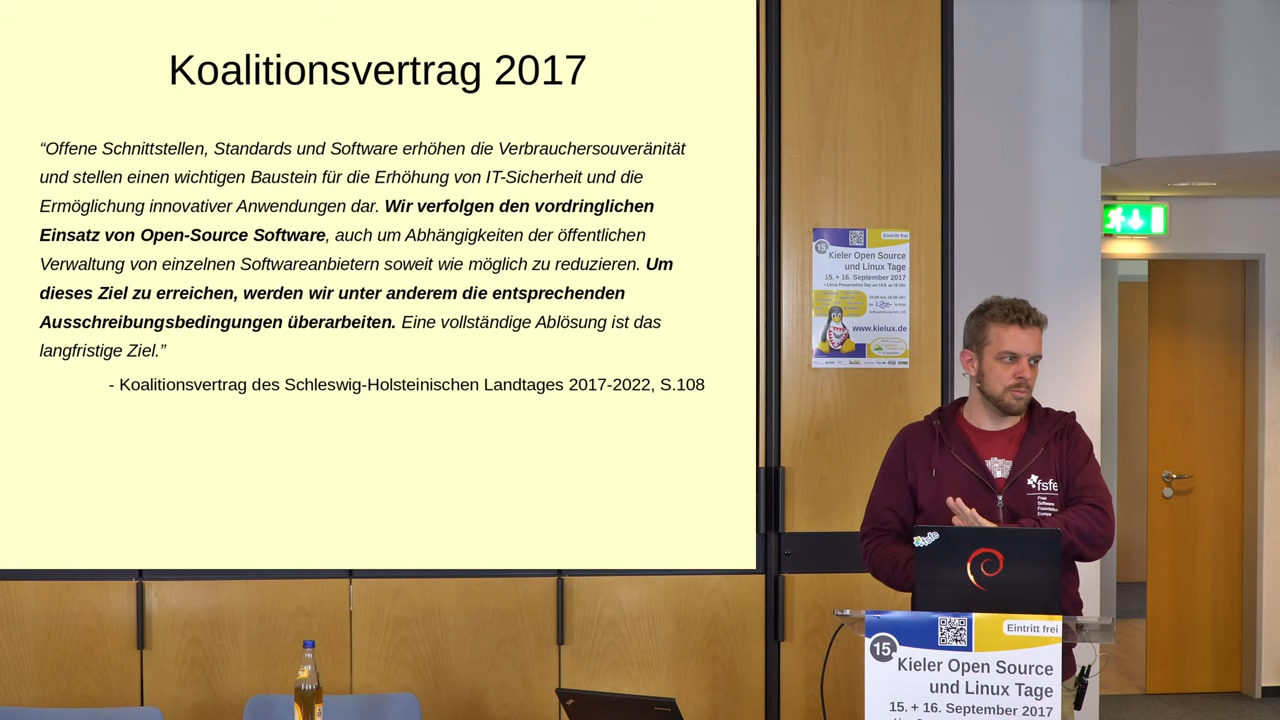 Koalitionsvertrag 2017
“Offene Schnittstellen, Standards und Software erhöhen die Verbrauchersouveränität
und stellen einen wichtigen Baustein für die Erhöhung von IT-Sicherheit und die
Ermöglichung innovativer Anwendungen dar. Wir verfolgen den vordringlichen
Einsatz von Open-Source Software, auch um Abhängigkeiten der öffentlichen
Verwaltung von einzelnen Softwareanbietern soweit wie möglich zu reduzieren. Um
dieses Ziel zu erreichen, werden wir unter anderem die entsprechenden
Ausschreibungsbedingungen überarbeiten. Eine vollständige Ablösung ist das
langfristige Ziel.”
- Koalitionsvertrag des Schleswig-Holsteinischen Landtages 2017-2022, S.108
Eintritt frei
15.
Kieler Open Source
und Linux Tage
15. + 16. September 2017
www.kielux.de
fsfe
Free
Software
Foundation
Europe
fsfe
Eintritt frei
15.
Kieler Open Source
und Linux Tage
15. + 16. September 2017